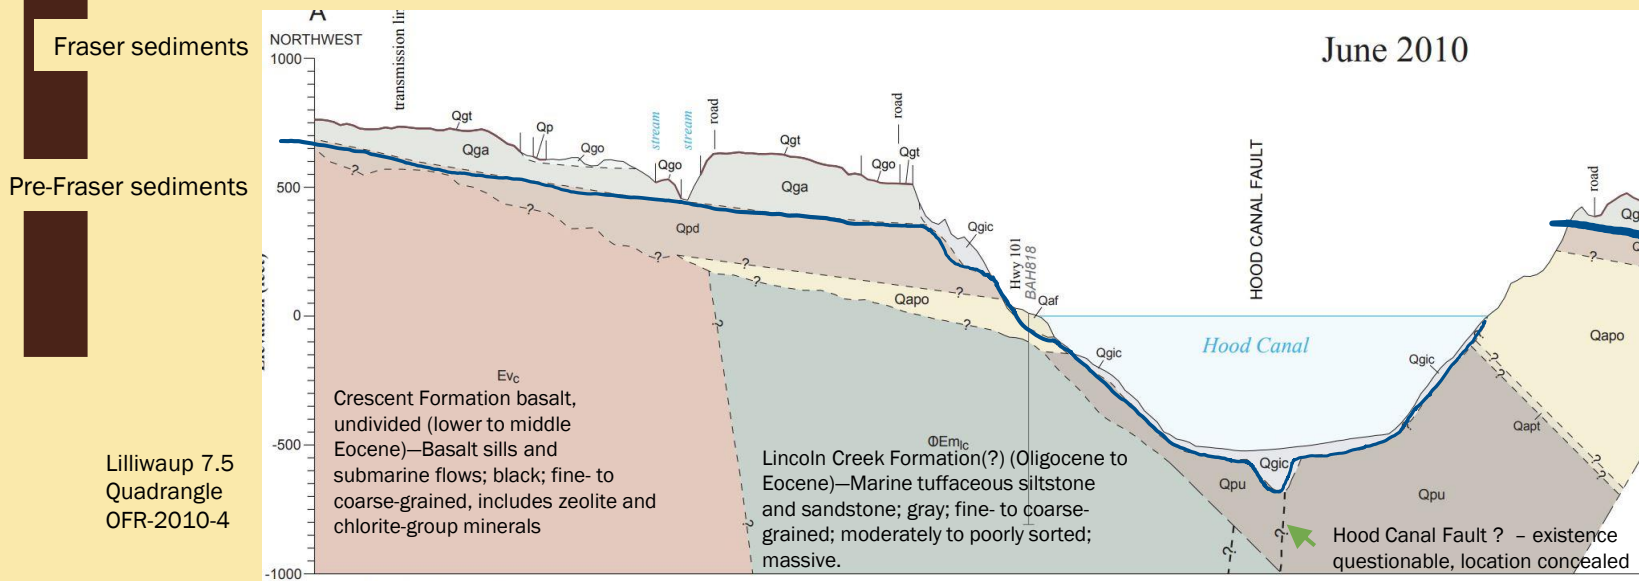 Fraser sediments
Pre-Fraser sediments
Lilliwaup 7.5
Quadrangle
OFR-2010-4
A
NORTHWEST
June 2010
1000
500
0
-500
-1000
transmission
Qgt
Qga
Qp
Qgo
stream
stream
Qgo
road
Qgt
Qga
road
Qgo
Qgt
Qpd
Qgic
Hwy 101
BAH818
Qaf
Qapo
HOOD CANAL FAULT
road
Hood Canal
Qgic
Qgic
Qapo
Qapt
Qgic
Qpu
Qpu
Evc
Crescent Formation basalt,
undivided (lower to middle
Eocene)—Basalt sills and
submarine flows; black; fine- to
coarse-grained, includes zeolite and
chlorite-group minerals
ΦEmlc
Lincoln Creek Formation(?) (Oligocene to
Eocene)—Marine tuffaceous siltstone
and sandstone; gray; fine- to coarse-
grained; moderately to poorly sorted;
massive.
Hood Canal Fault ? – existence
questionable, location concealed